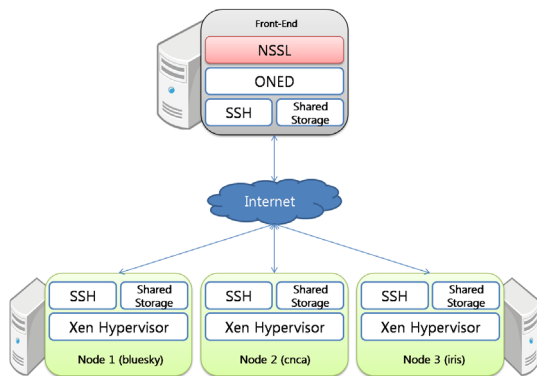 Front-End
NSSL
ONED
SSH
Shared
Storage
Internet
SSH
Shared
Storage
Xen Hypervisor
Node 1 (bluesky)
SSH
Shared
Storage
Xen Hypervisor
Node 2 (cnca)
SSH
Shared
Storage
Xen Hypervisor
Node 3 (iris)